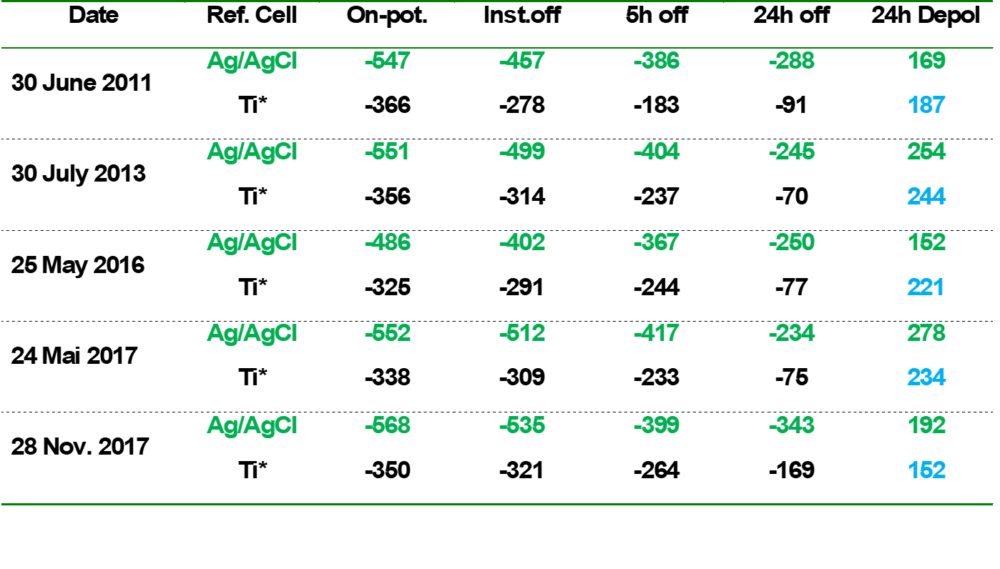 Date Ref. Cell On-pot. Inst.off 5h off 24h off 24h Depol
30 June 2011 Ag/AgCl -547 -457 -386 -288 169
Ti* -366 -278 -183 -91 187
30 July 2013 Ag/AgCl -551 -499 -404 -245 254
Ti* -356 -314 -237 -70 244
25 May 2016 Ag/AgCl -486 -402 -367 -250 152
Ti* -325 -291 -244 -77 221
24 Mai 2017 Ag/AgCl -552 -512 -417 -234 278
Ti* -338 -309 -233 -75 234
28 Nov. 2017 Ag/AgCl -568 -535 -399 -343 192
Ti* -350 -321 -264 -169 152